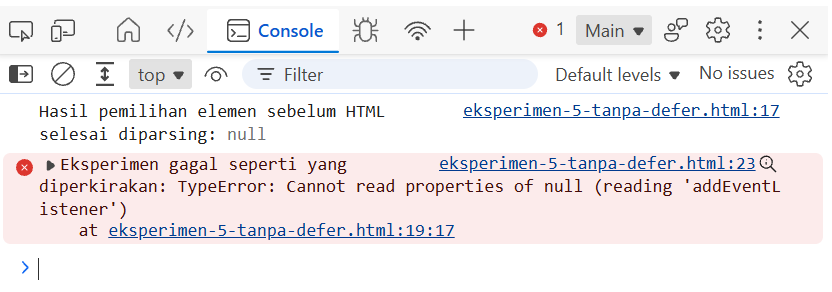 Console
1
Main
top
Filter
Default levels
No issues
Hasil pemilihan elemen sebelum HTML eksperimen-5-tanpa-defer.html:17
selesai diparsing: null
Eksperimen gagal seperti yang eksperimen-5-tanpa-defer.html:23
diperkirakan: TypeError: Cannot read properties of null (reading 'addEventL
istener')
at eksperimen-5-tanpa-defer.html:19:17